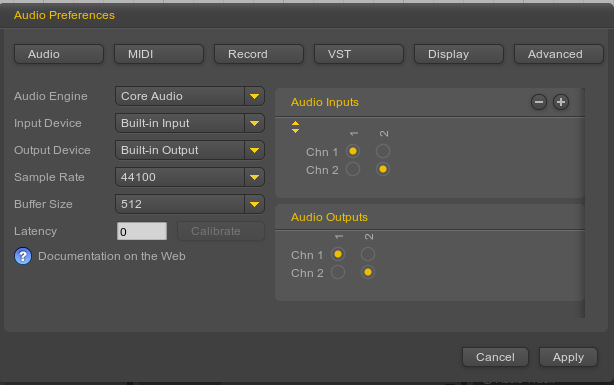 Audio Preferences
Audio MIDI Record VST Display Advanced
Audio Engine Core Audio
Input Device Built-in Input
Output Device Built-in Output
Sample Rate 44100
Buffer Size 512
Latency 0 Calibrate
? Documentation on the Web
Audio Inputs − +
1 2
Chn 1
Chn 2
Audio Outputs
1 2
Chn 1
Chn 2
Cancel Apply